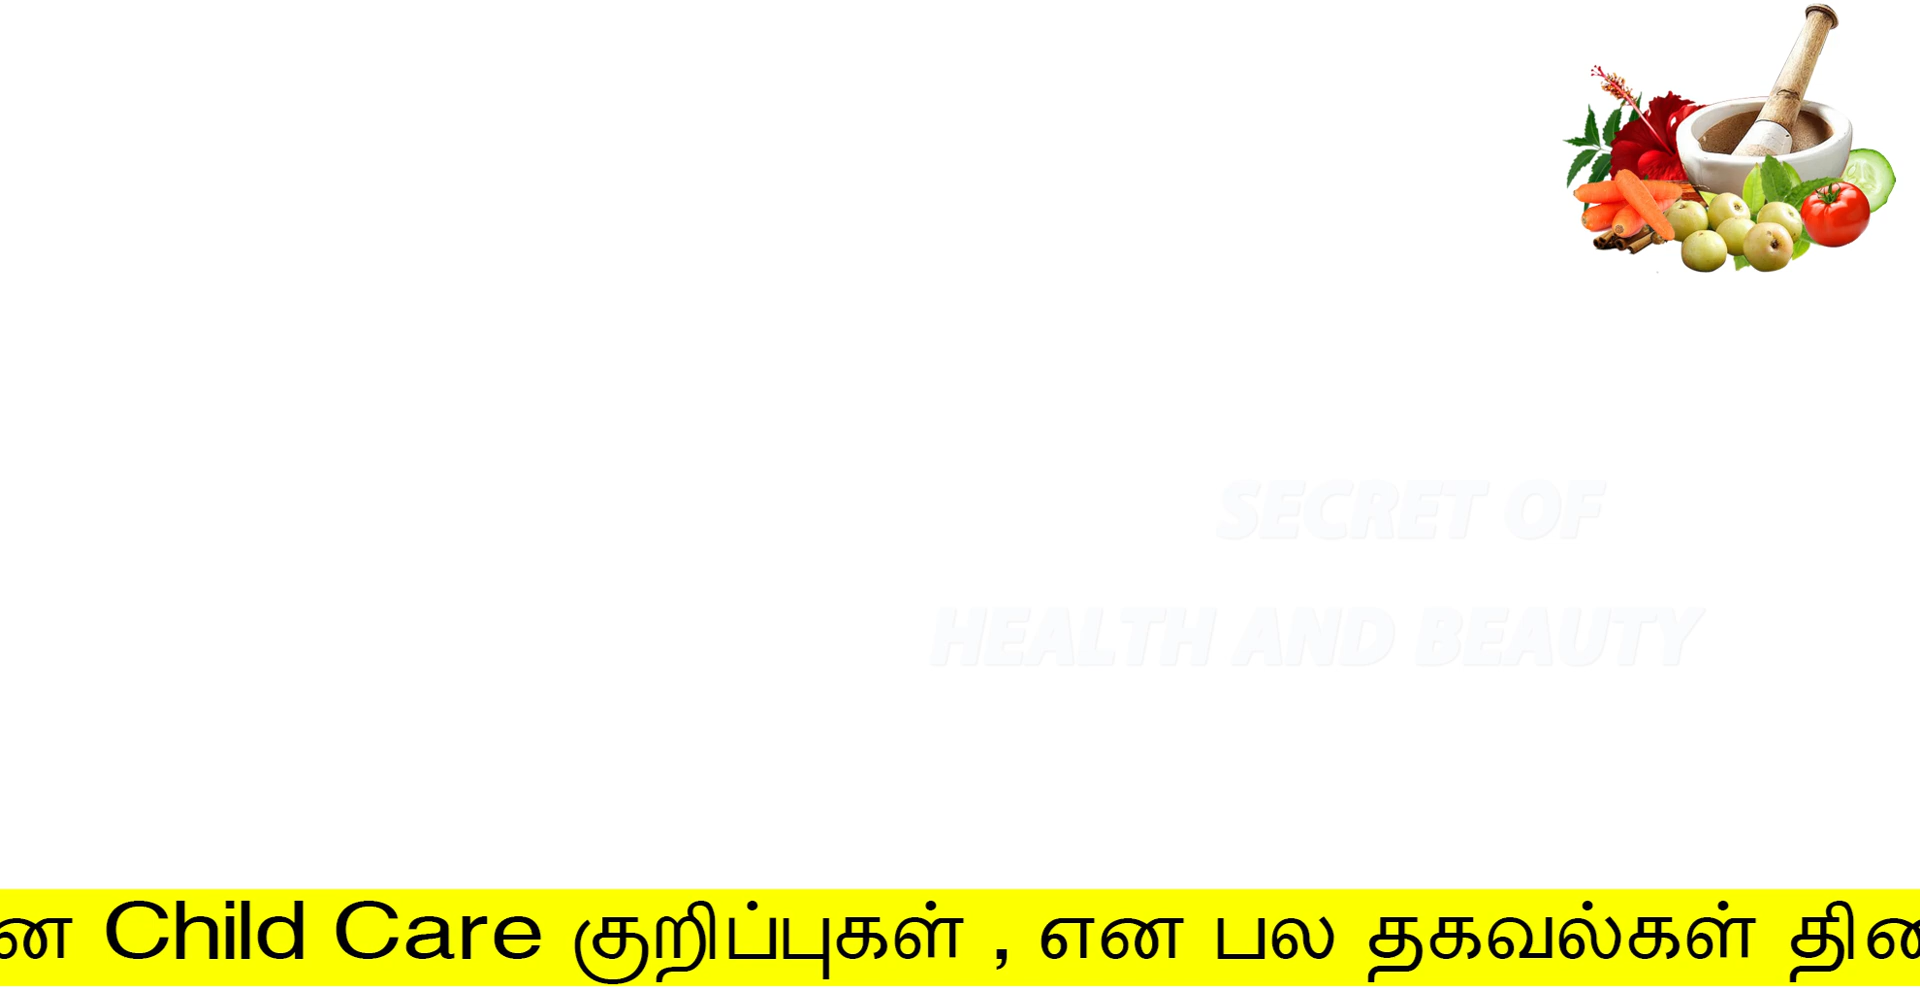 SECRET OF
HEALTH AND BEAUTY
Child Care குறிப்புகள் , என பல தகவல்கள்